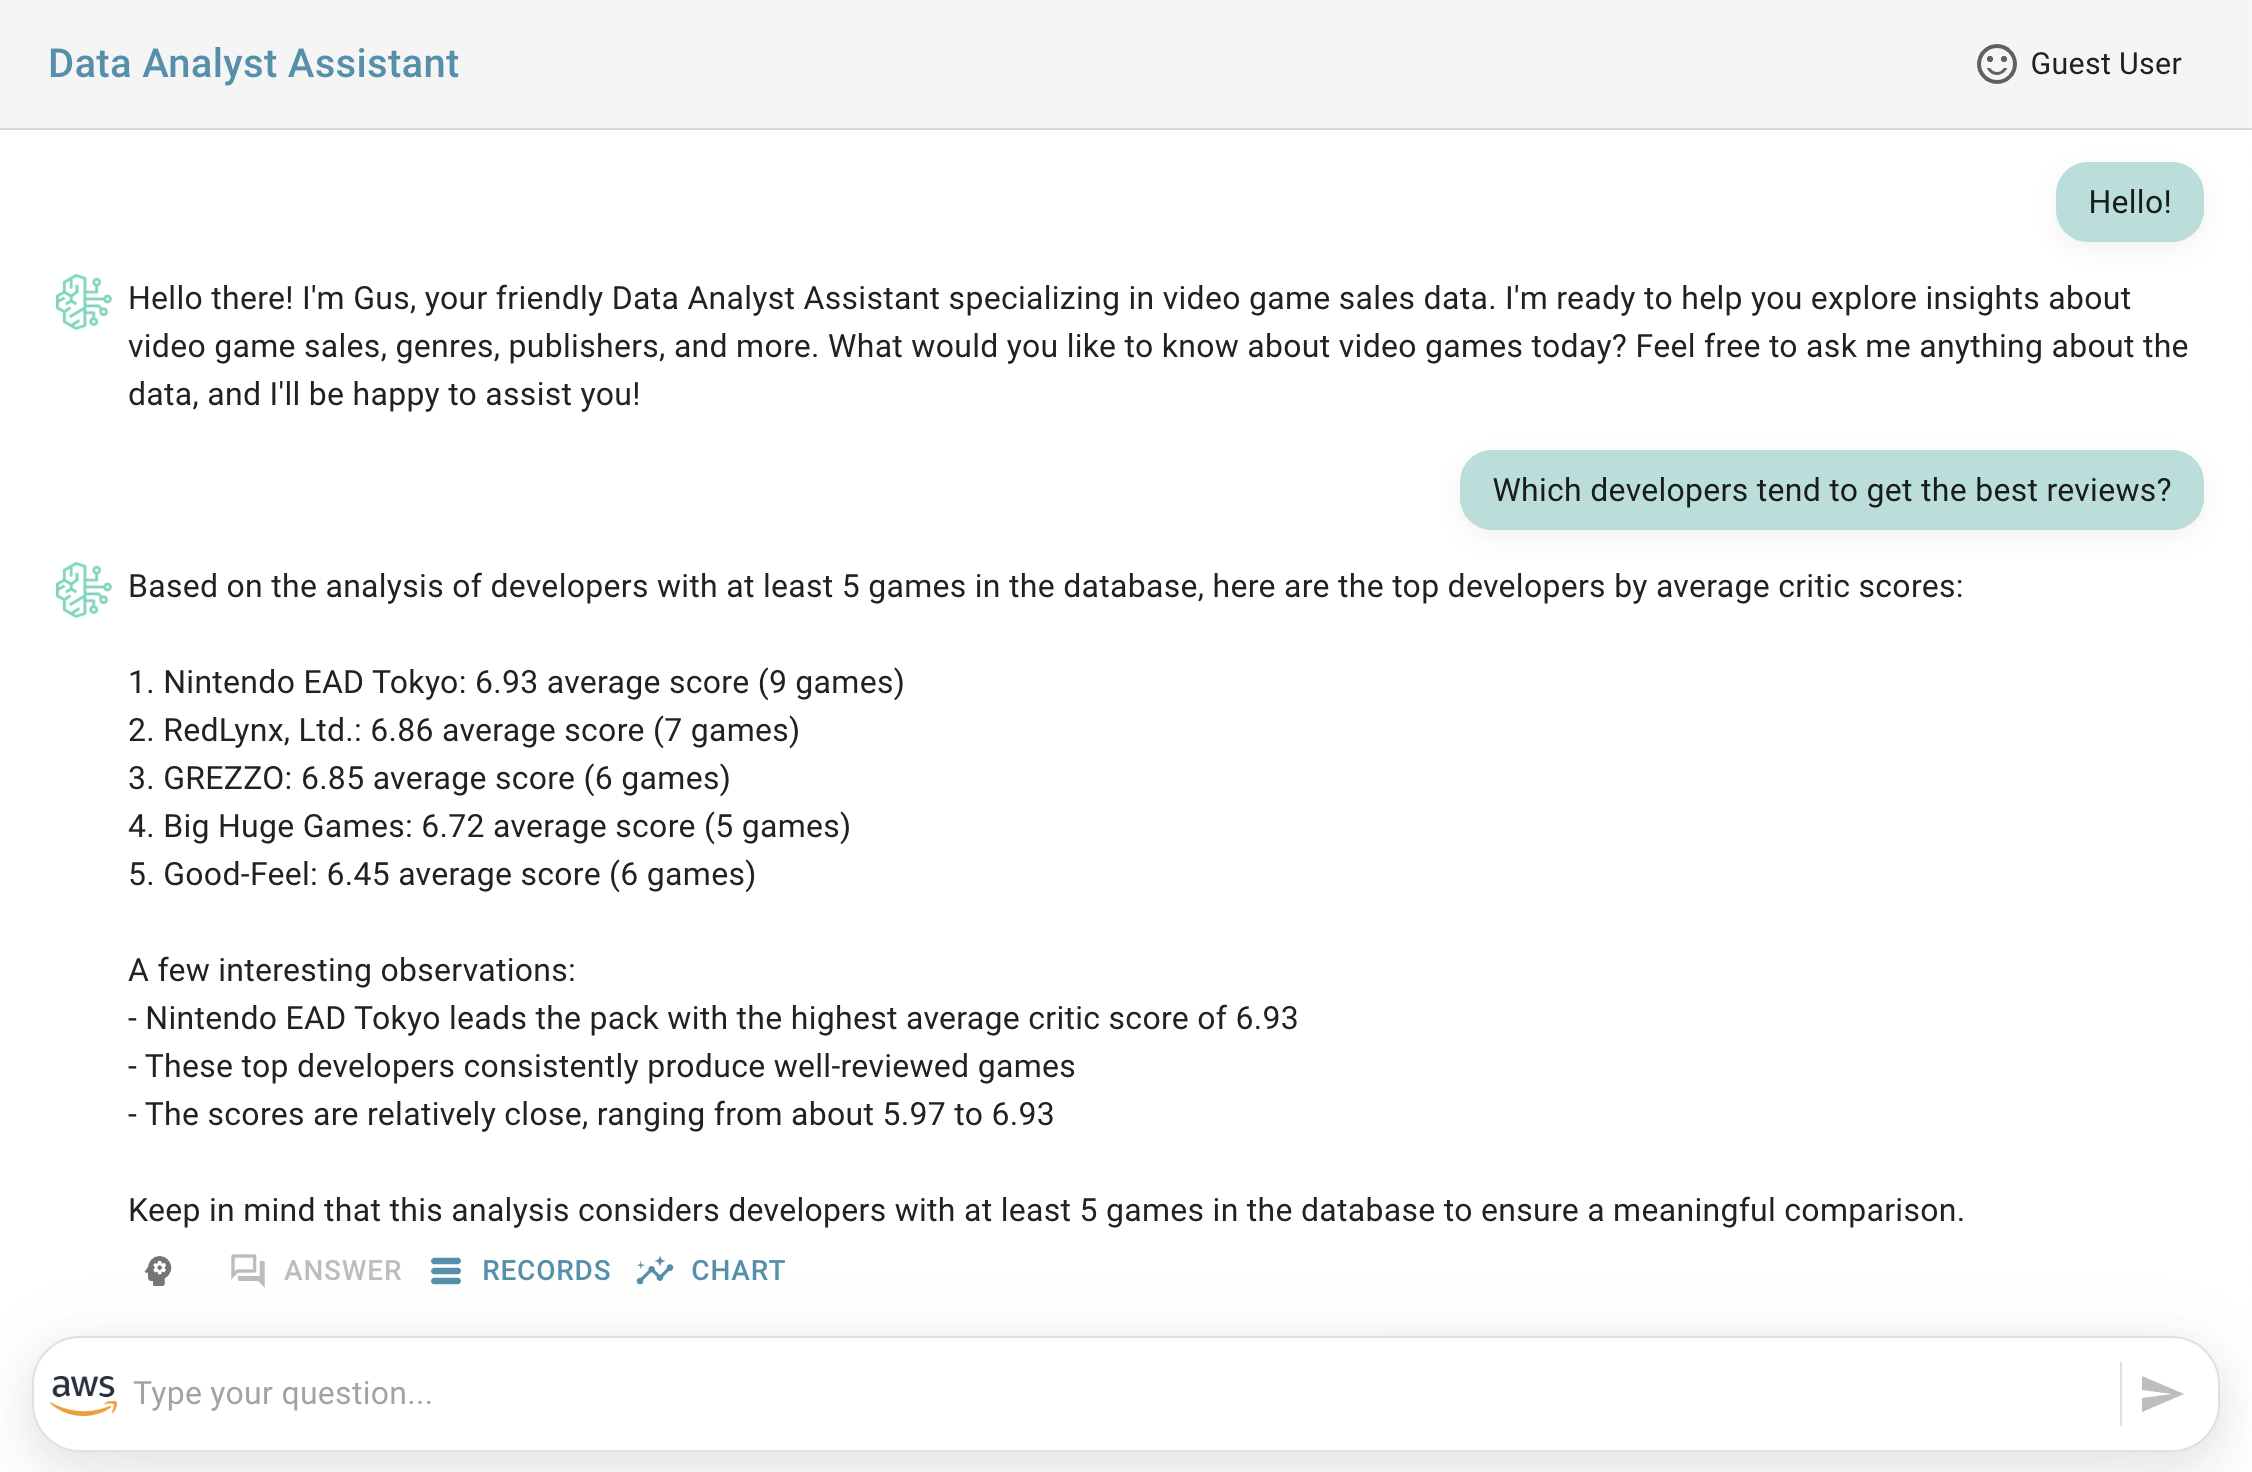 Data Analyst Assistant
Guest User
Hello!
Hello there! I'm Gus, your friendly Data Analyst Assistant specializing in video game sales data. I'm ready to help you explore insights about
video game sales, genres, publishers, and more. What would you like to know about video games today? Feel free to ask me anything about the
data, and I'll be happy to assist you!
Which developers tend to get the best reviews?
Based on the analysis of developers with at least 5 games in the database, here are the top developers by average critic scores:
1. Nintendo EAD Tokyo: 6.93 average score (9 games)
2. RedLynx, Ltd.: 6.86 average score (7 games)
3. GREZZO: 6.85 average score (6 games)
4. Big Huge Games: 6.72 average score (5 games)
5. Good-Feel: 6.45 average score (6 games)
A few interesting observations:
- Nintendo EAD Tokyo leads the pack with the highest average critic score of 6.93
- These top developers consistently produce well-reviewed games
- The scores are relatively close, ranging from about 5.97 to 6.93
Keep in mind that this analysis considers developers with at least 5 games in the database to ensure a meaningful comparison.
ANSWER RECORDS CHART
aws Type your question...